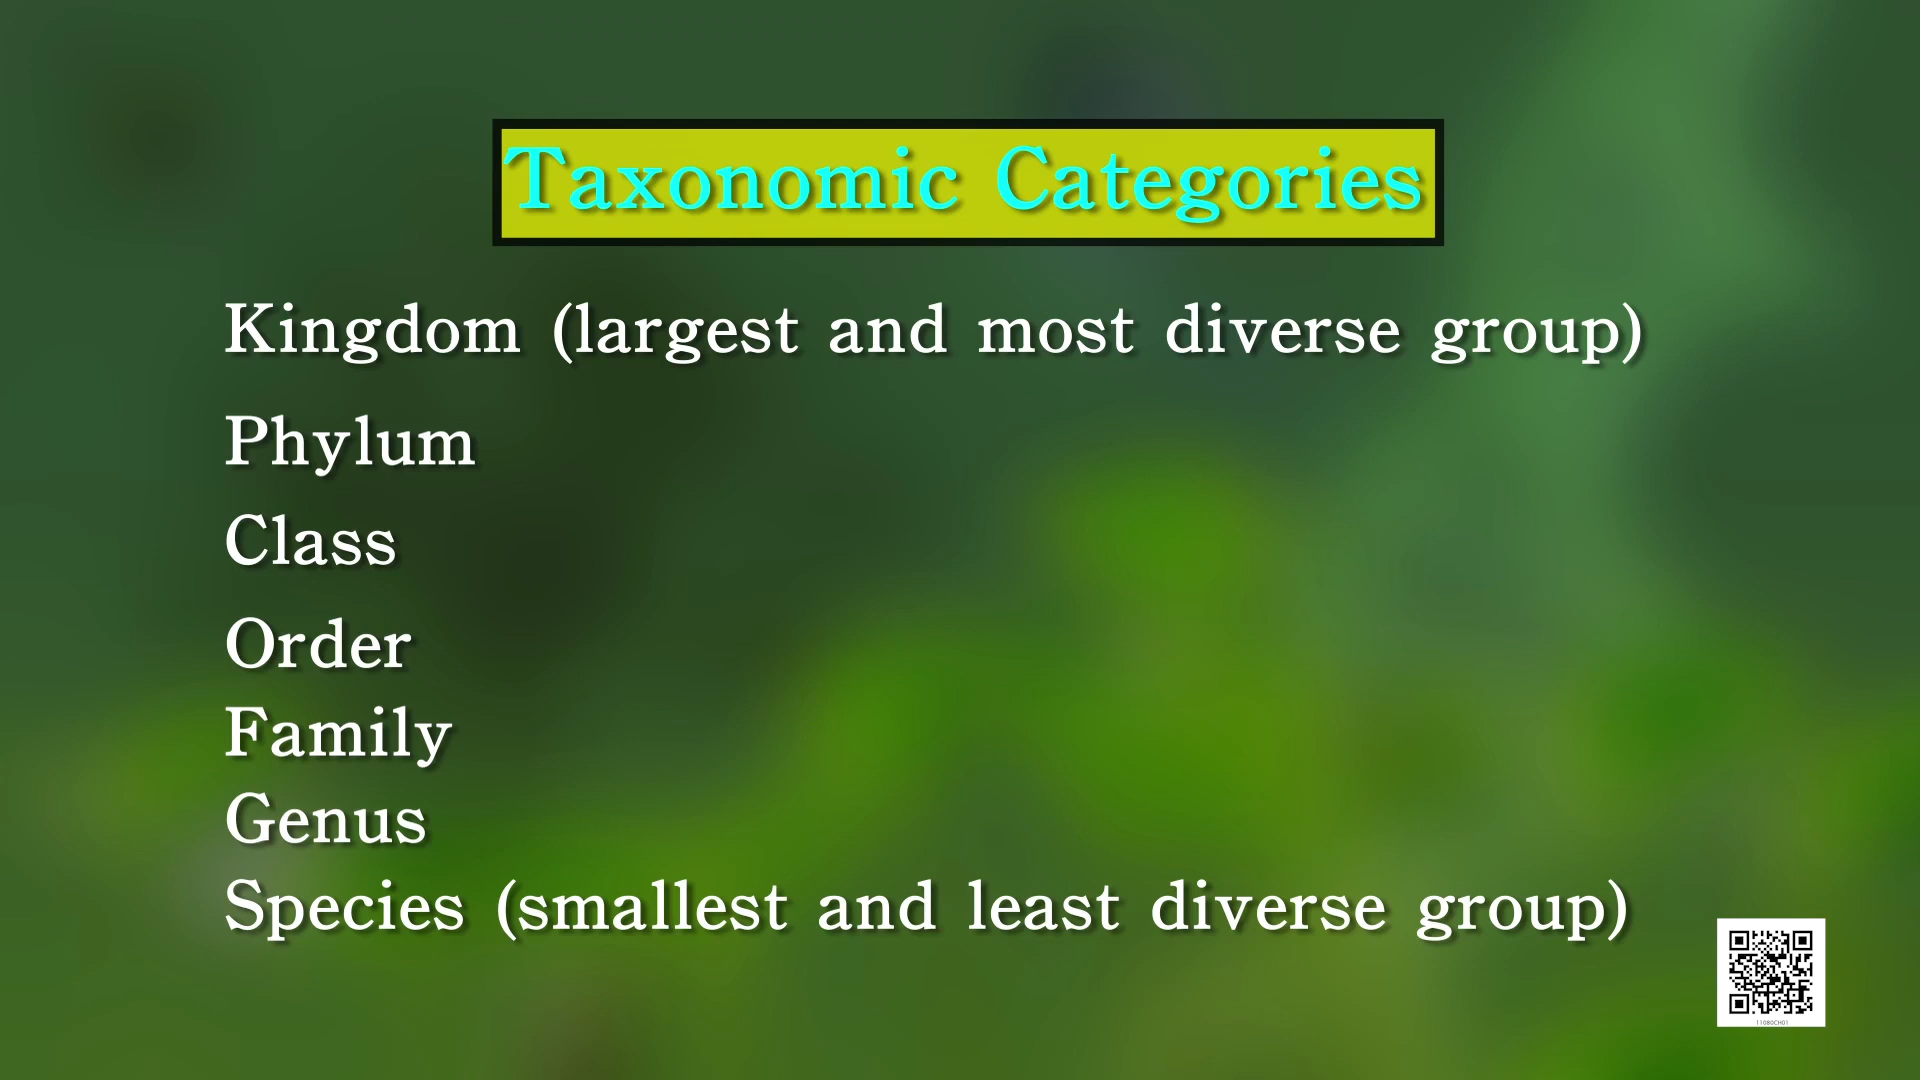 Taxonomic Categories
Kingdom (largest and most diverse group)
Phylum
Class
Order
Family
Genus
Species (smallest and least diverse group)
11080CH01